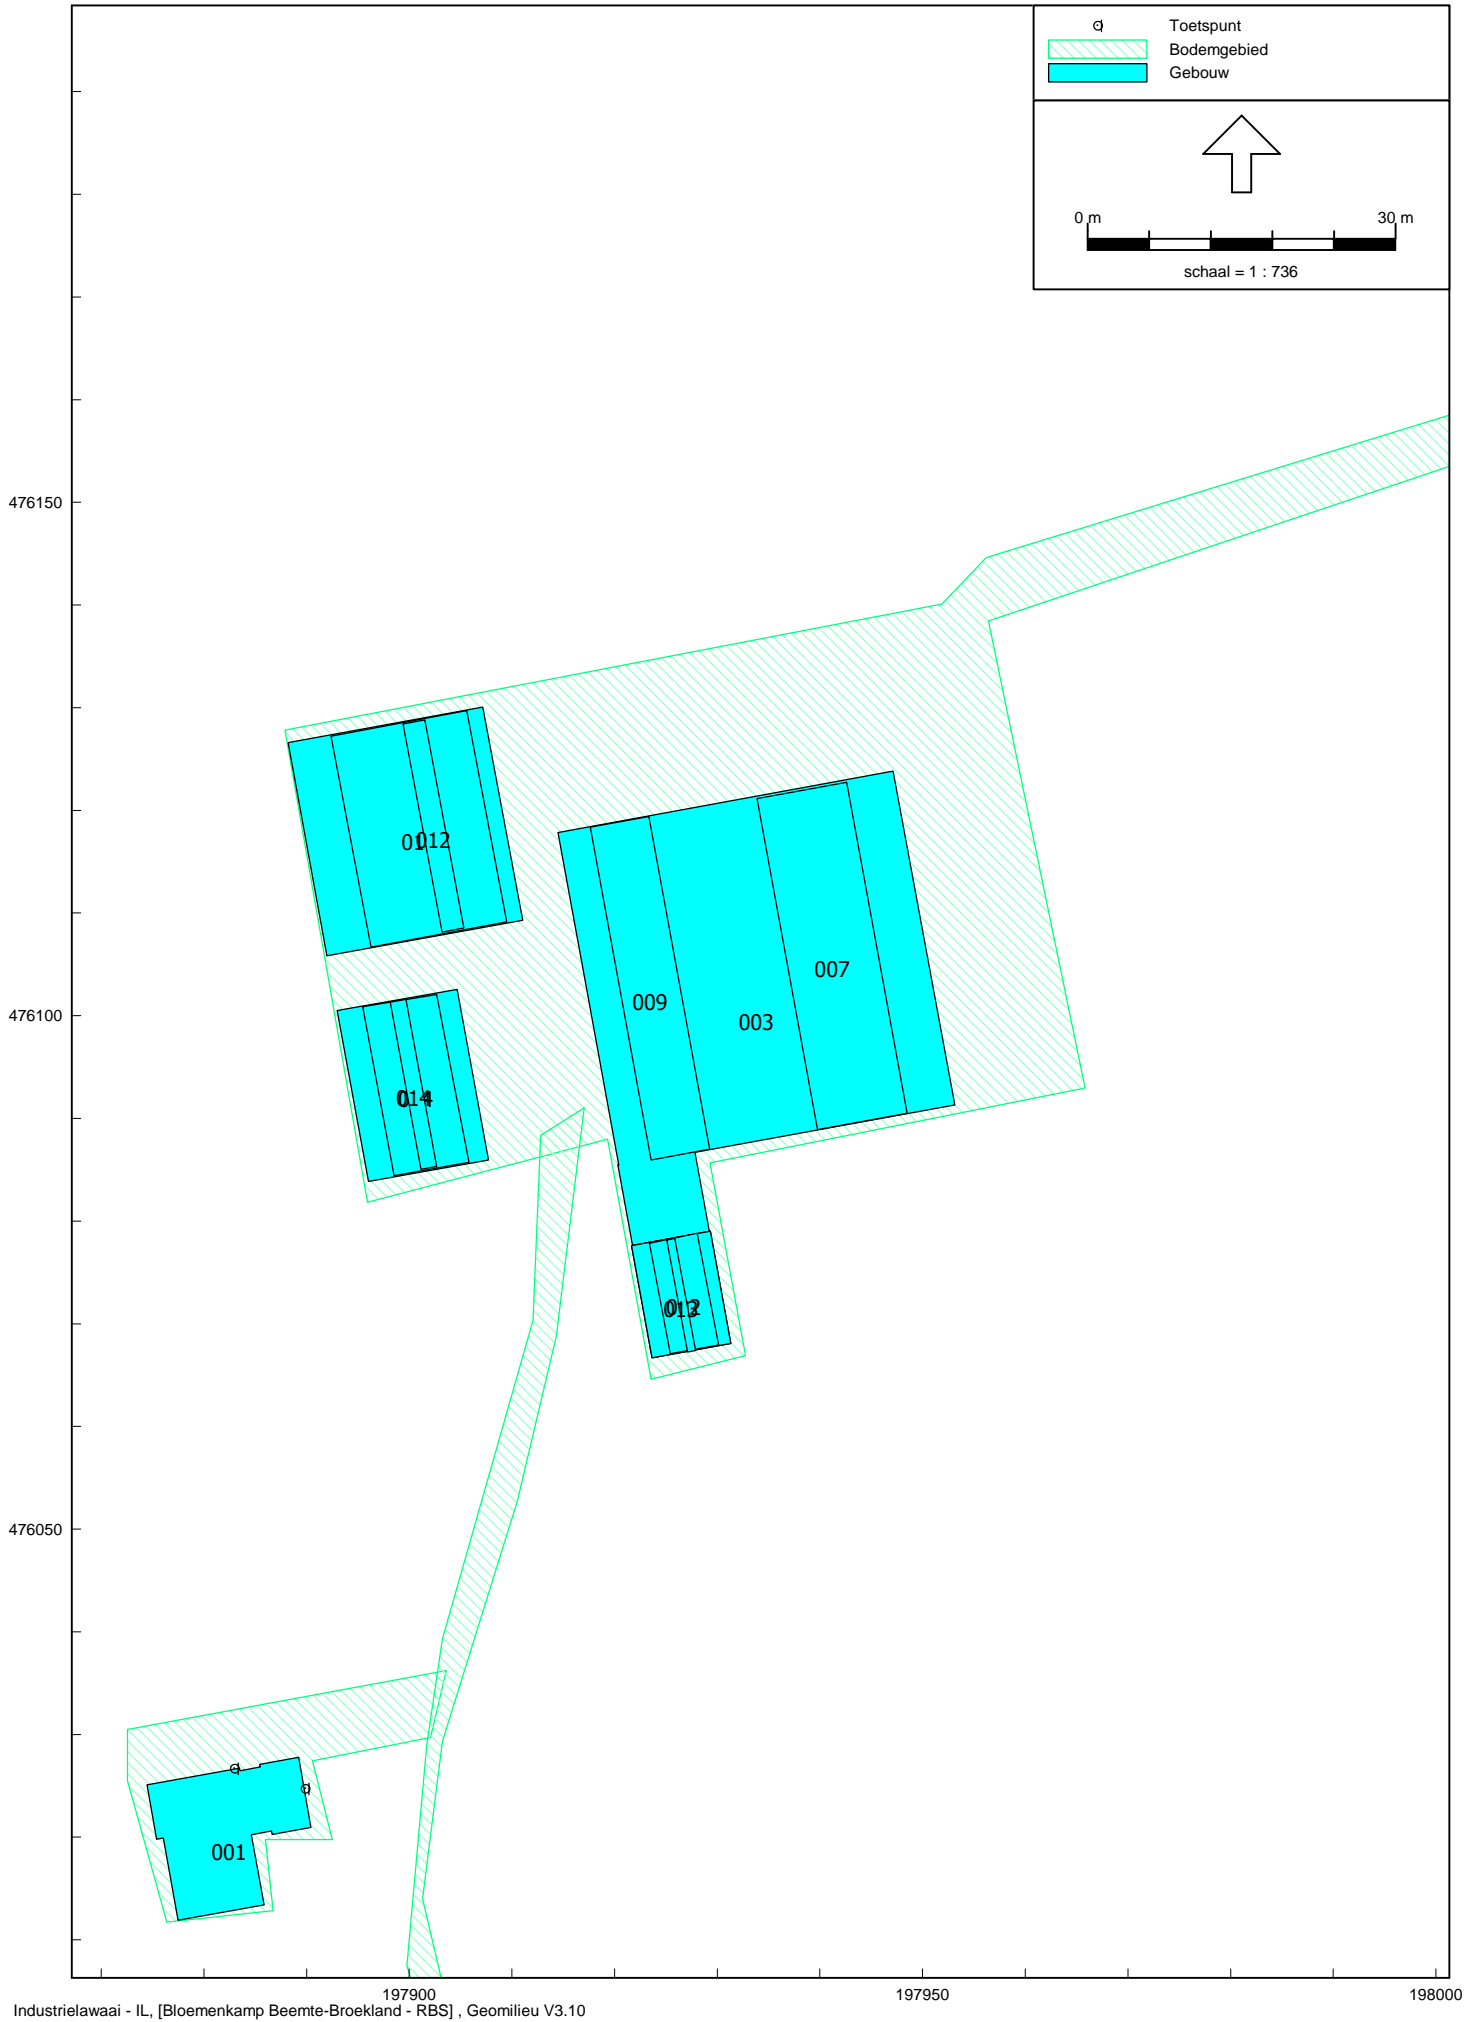 Toetspunt
Bodemgebied
Gebouw
0 m 30 m
schaal = 1 : 736
476150
012
007
009
003
476100
014
476050
001
197900 197950 198000
Industrielawaai - IL, [Bloemenkamp Beemte-Broekland - RBS] , Geomilieu V3.10